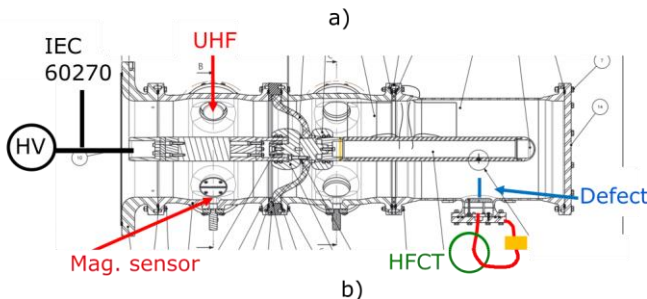 a)
IEC
60270
UHF
HV
Defect
Mag. sensor
HFCT
b)